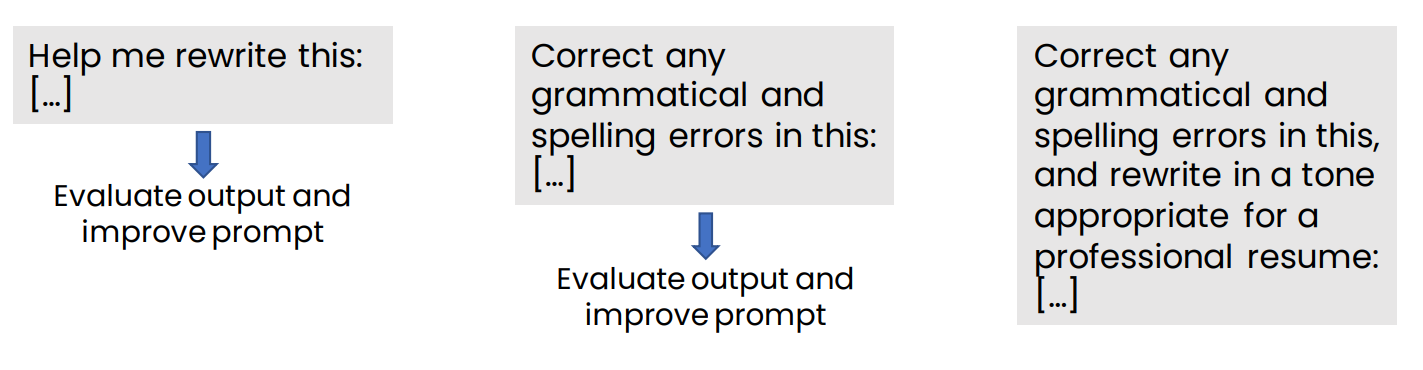 Help me rewrite this:
[...]
Evaluate output and
improve prompt
Correct any
grammatical and
spelling errors in this:
[...]
Evaluate output and
improve prompt
Correct any
grammatical and
spelling errors in this,
and rewrite in a tone
appropriate for a
professional resume:
[...]